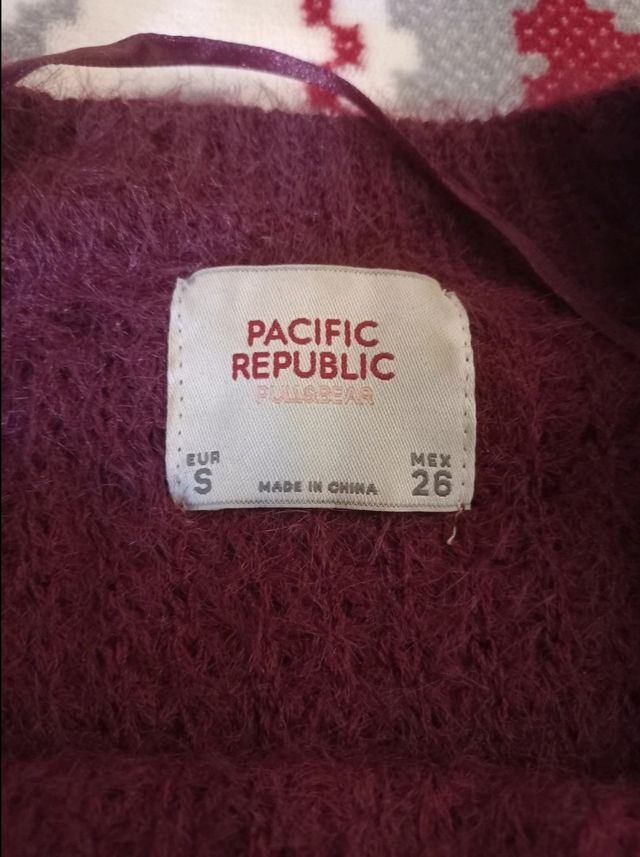 PACIFIC
REPUBLIC
PULL&BEAR
EUR MEX
S MADE IN CHINA 26